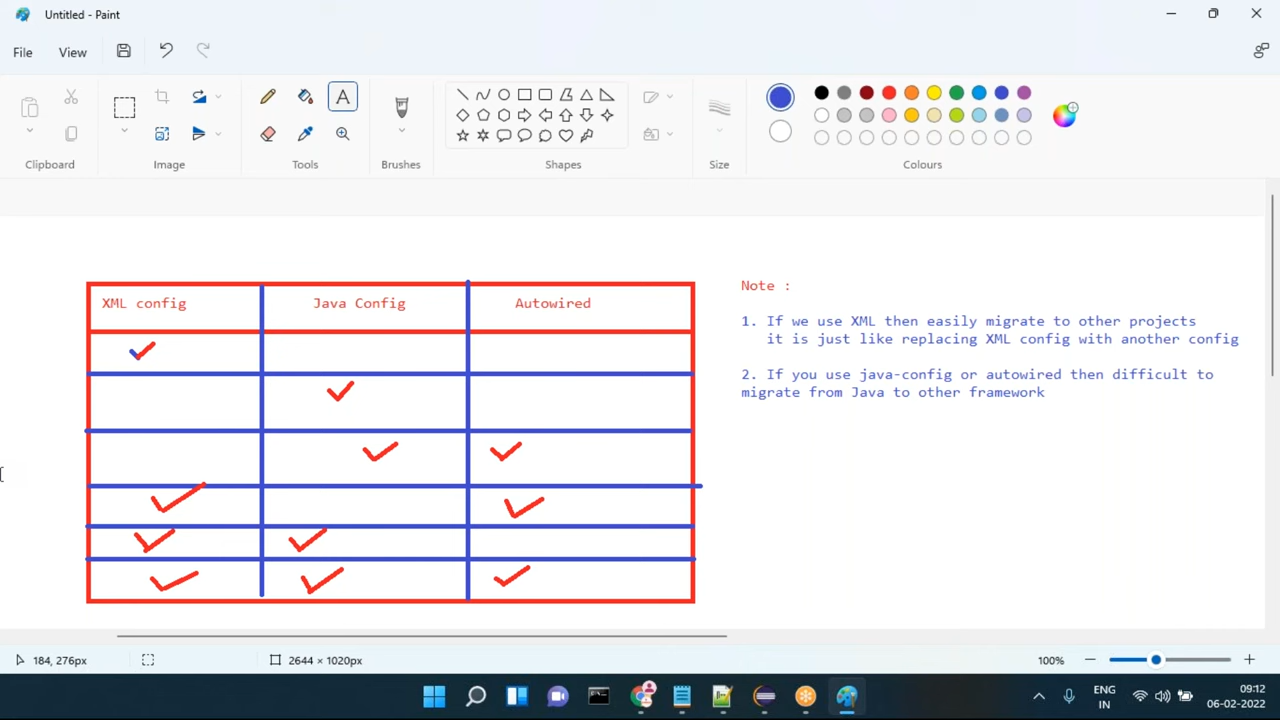 Untitled - Paint
File View
Clipboard Image Tools Brushes Shapes Size Colours
XML config Java Config Autowired
Note :
1. If we use XML then easily migrate to other projects
it is just like replacing XML config with another config
2. If you use java-config or autowired then difficult to
migrate from Java to other framework
184, 276px 2644 × 1020px 100%
ENG
IN
09:12
06-02-2022